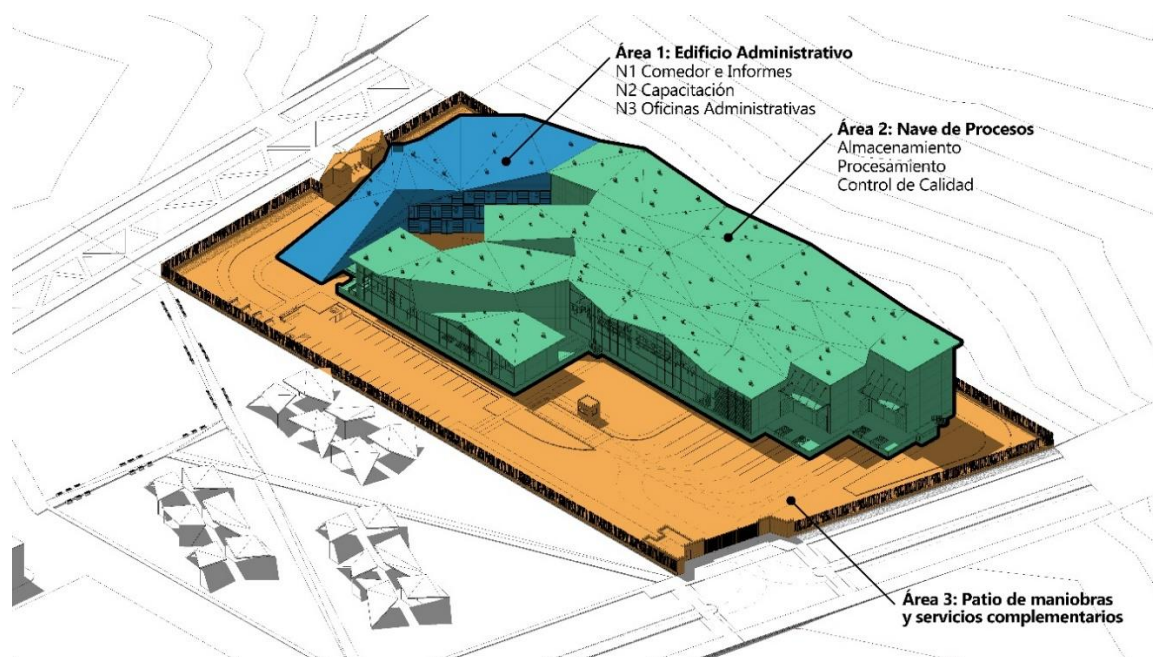 Área 1: Edificio Administrativo
N1 Comedor e Informes
N2 Capacitación
N3 Oficinas Administrativas
Área 2: Nave de Procesos
Almacenamiento
Procesamiento
Control de Calidad
Área 3: Patio de maniobras
y servicios complementarios